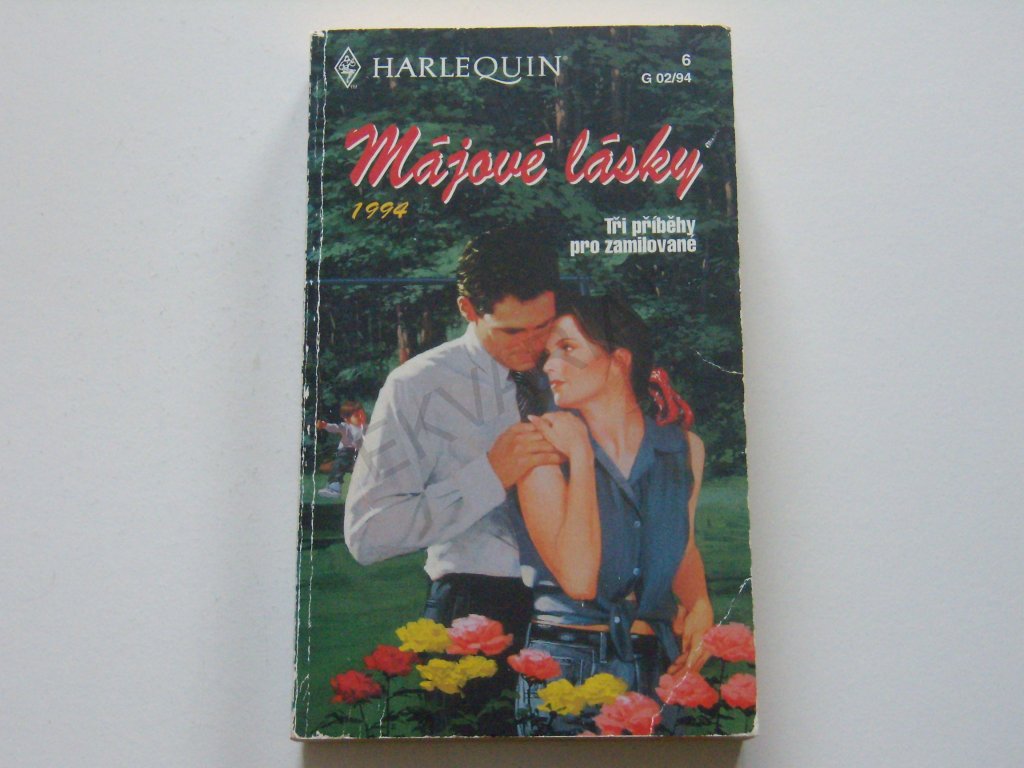 HARLEQUIN
6
G 02/94
Májové lásky
1994
Tři příběhy
pro zamilované